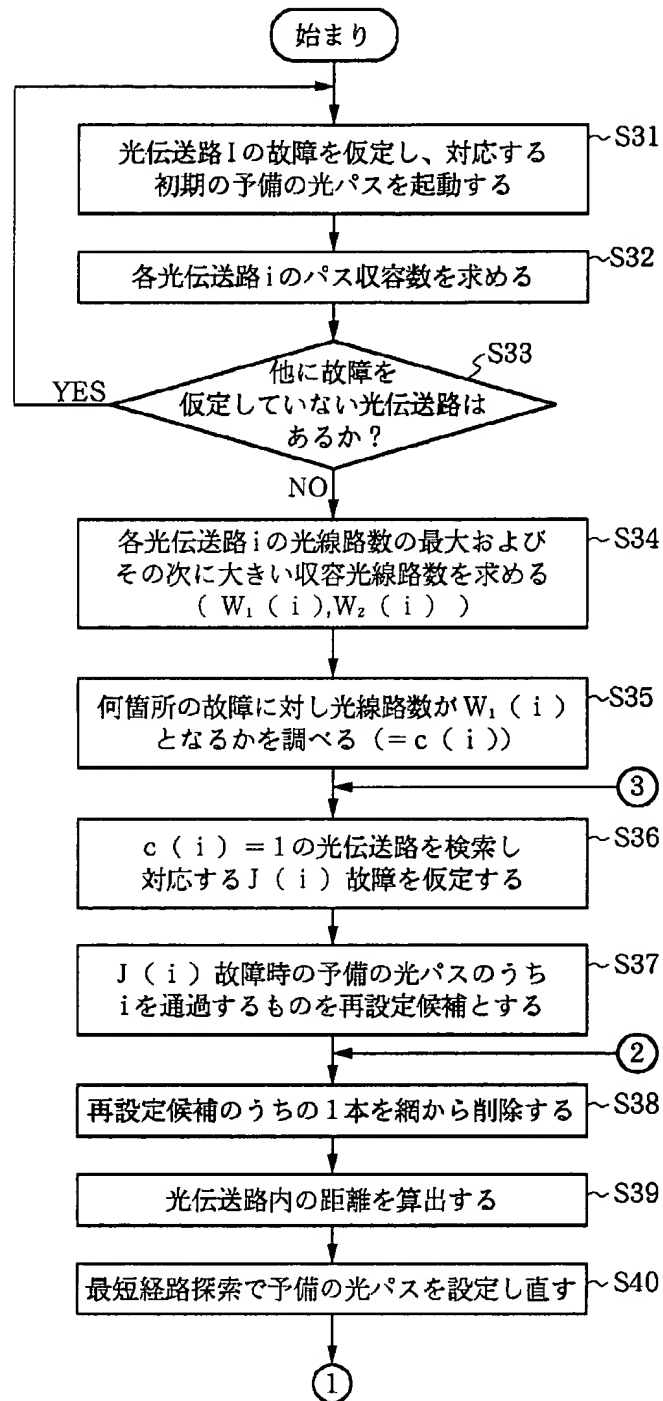 始まり
光伝送路Iの故障を仮定し、対応する
初期の予備の光パスを起動する
~S31
各光伝送路iのパス収容数を求める
S32
他に故障を
仮定していない光伝送路は
あるか?
S33
YES
NO
各光伝送路iの光線路数の最大および
その次に大きい収容光線路数を求める
( W₁ ( i ),W₂ ( i ) )
~S34
何箇所の故障に対し光線路数がW₁ ( i )
となるかを調べる (=c ( i ))
~S35
③
c ( i ) =1の光伝送路を検索し
対応するJ ( i ) 故障を仮定する
~S36
J ( i ) 故障時の予備の光パスのうち
iを通過するものを再設定候補とする
~S37
②
再設定候補のうちの1本を網から削除する
~S38
光伝送路内の距離を算出する
~S39
最短経路探索で予備の光パスを設定し直す
~S40
①